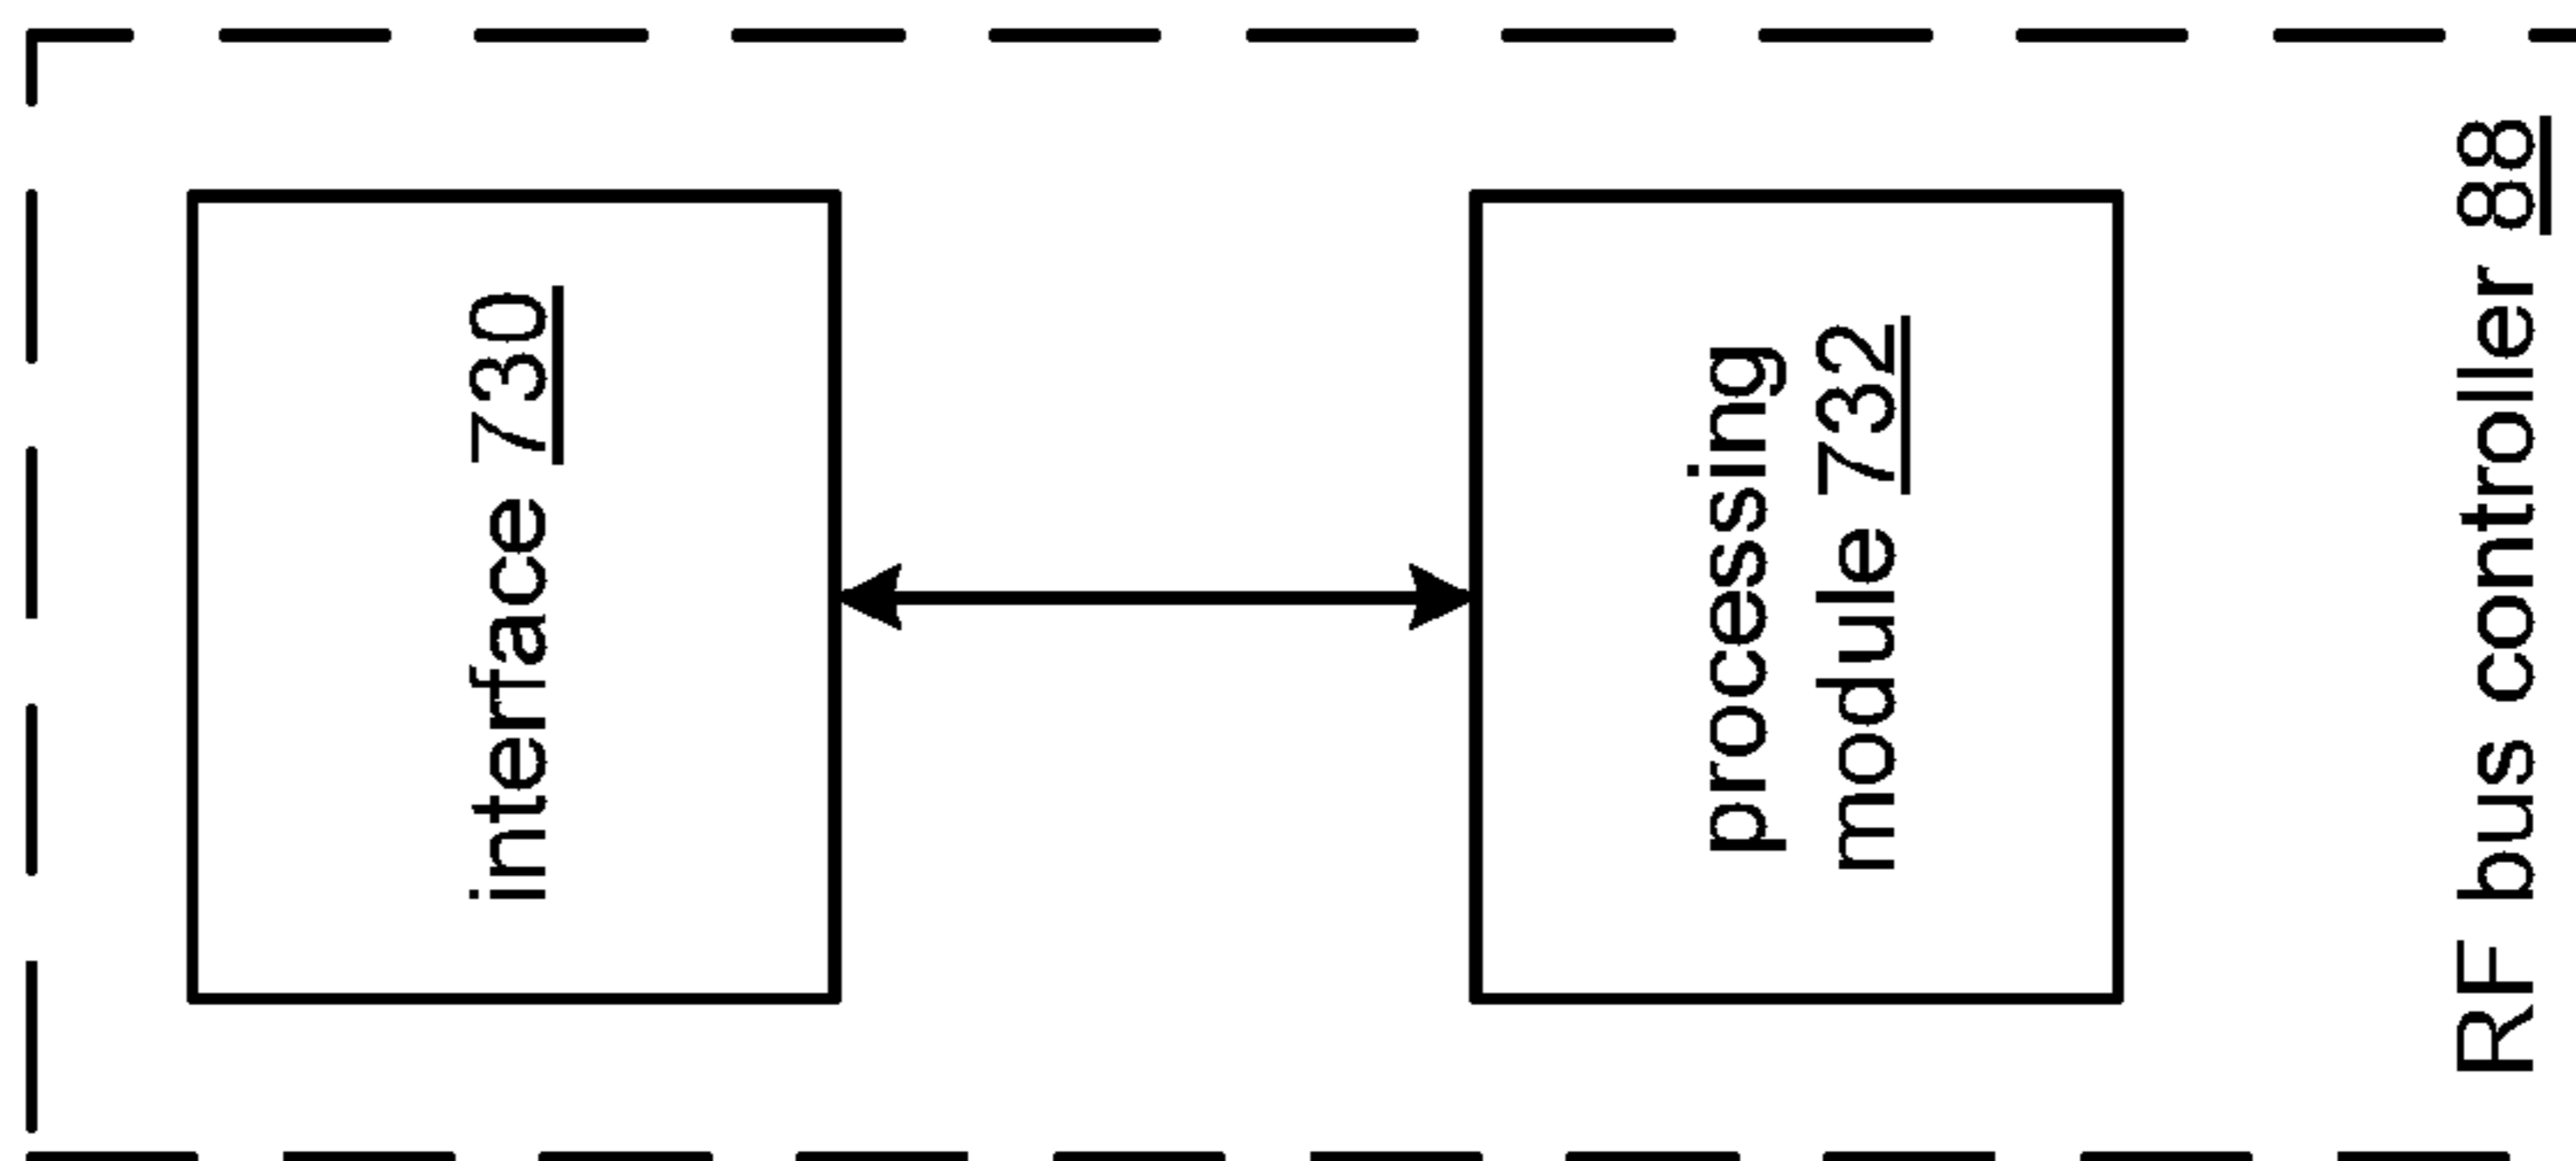 interface 730
processing
module 732
RF bus controller 88